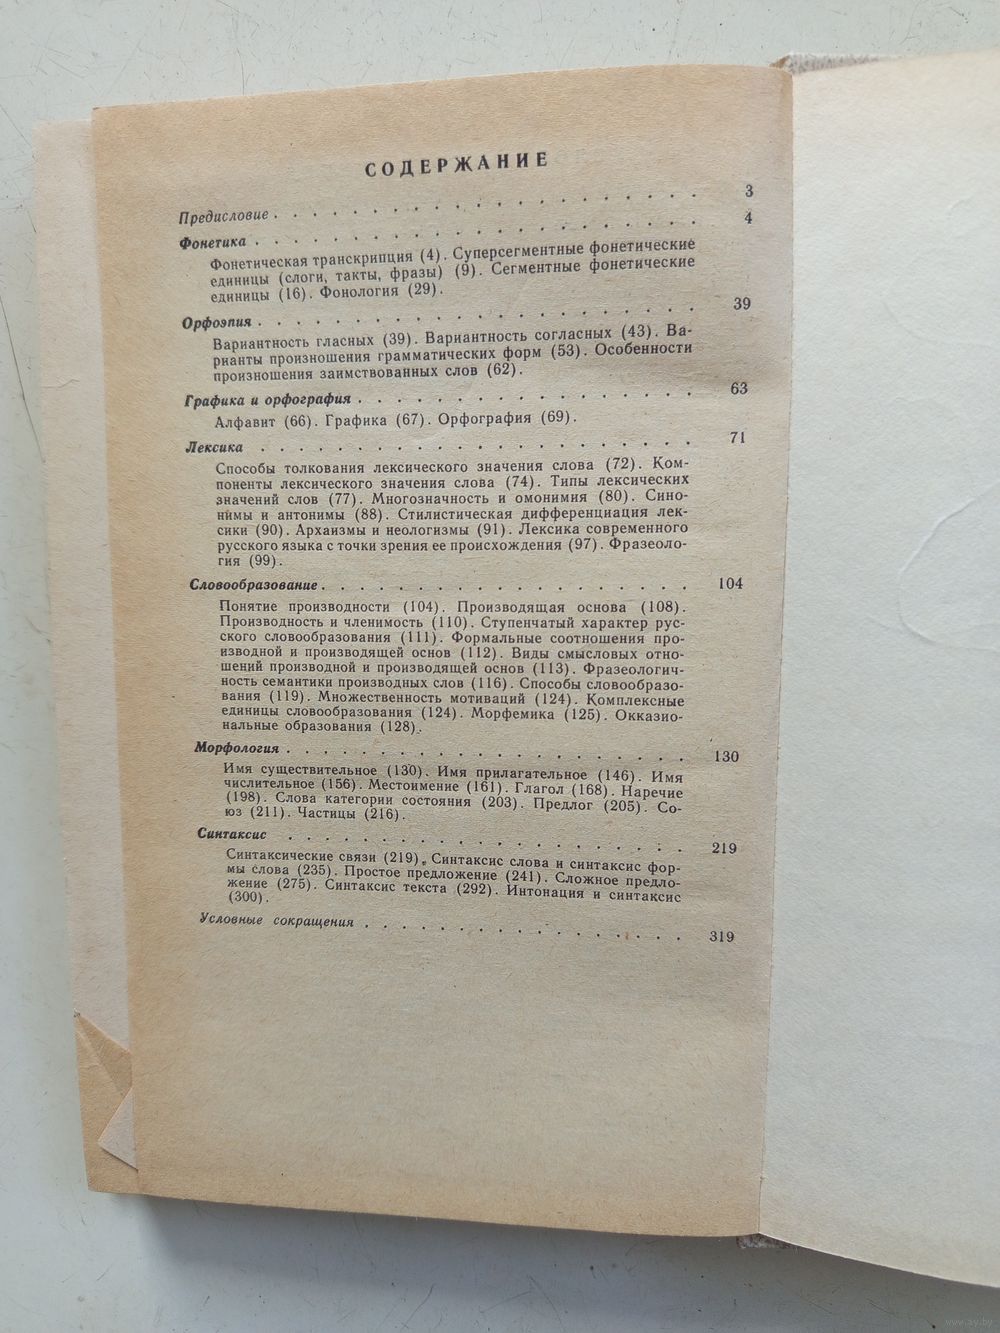 СОДЕРЖАНИЕ
Предисловие . . . . . . . . . . . . . . . . . . 3
Фонетика . . . . . . . . . . . . . . . . . . 4
Фонетическая транскрипция (4). Суперсегментные фонетические
единицы (слоги, такты, фразы) (9). Сегментные фонетические
единицы (16). Фонология (29).
Орфоэпия . . . . . . . . . . . . . . . . . . 39
Вариантность гласных (39). Вариантность согласных (43). Ва-
рианты произношения грамматических форм (53). Особенности
произношения заимствованных слов (62).
Графика и орфография . . . . . . . . . . . . . . 63
Алфавит (66). Графика (67). Орфография (69).
Лексика . . . . . . . . . . . . . . . . . . 71
Способы толкования лексического значения слова (72). Ком-
поненты лексического значения слова (74). Типы лексических
значений слов (77). Многозначность и омонимия (80). Сино-
нимы и антонимы (88). Стилистическая дифференциация лек-
сики (90). Архаизмы и неологизмы (91). Лексика современного
русского языка с точки зрения ее происхождения (97). Фразеоло-
гия (99).
Словообразование . . . . . . . . . . . . . . . 104
Понятие производности (104). Производящая основа (108).
Производность и членимость (110). Ступенчатый характер рус-
ского словообразования (111). Формальные соотношения про-
изводной и производящей основ (112). Виды смысловых отно-
шений производной и производящей основ (113). Фразеологич-
ность семантики производных слов (116). Способы словообразо-
вания (119). Множественность мотиваций (124). Комплексные
единицы словообразования (124). Морфемика (125). Окказио-
нальные образования (128).
Морфология . . . . . . . . . . . . . . . . . 130
Имя существительное (130). Имя прилагательное (146). Имя
числительное (156). Местоимение (161). Глагол (168). Наречие
(198). Слова категории состояния (203). Предлог (205). Со-
юз (211). Частицы (216).
Синтаксис . . . . . . . . . . . . . . . . . 219
Синтаксические связи (219). Синтаксис слова и синтаксис фор-
мы слова (235). Простое предложение (241). Сложное предло-
жение (275). Синтаксис текста (292). Интонация и синтаксис
(300).
Условные сокращения . . . . . . . . . . . . . . 319
www.ay.by